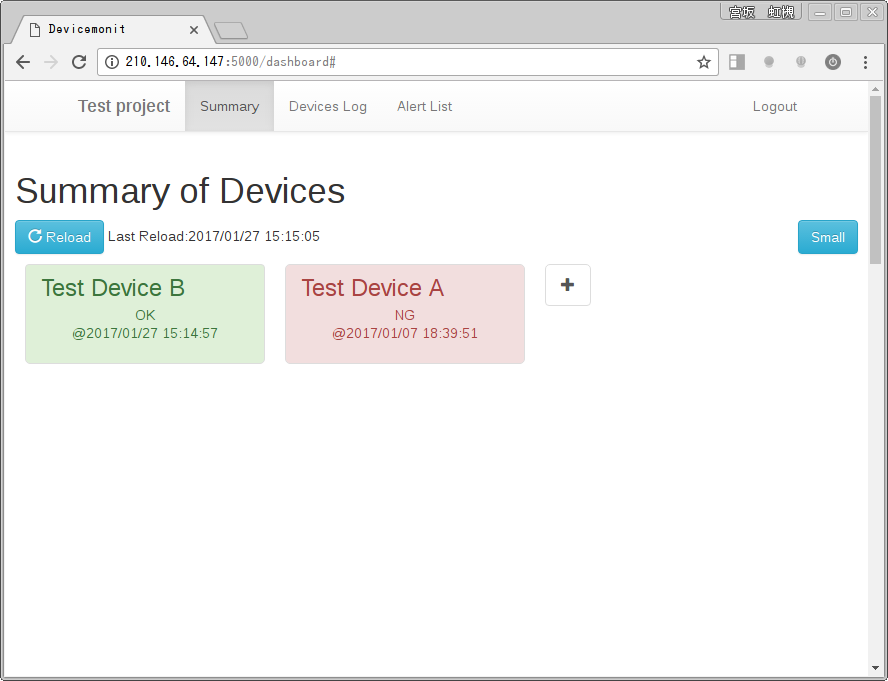 宮坂 虹槻
Devicemonit
210.146.64.147:5000/dashboard#
Test project Summary Devices Log Alert List Logout
Summary of Devices
Reload Last Reload:2017/01/27 15:15:05 Small
Test Device B
OK
@2017/01/27 15:14:57
Test Device A
NG
@2017/01/07 18:39:51